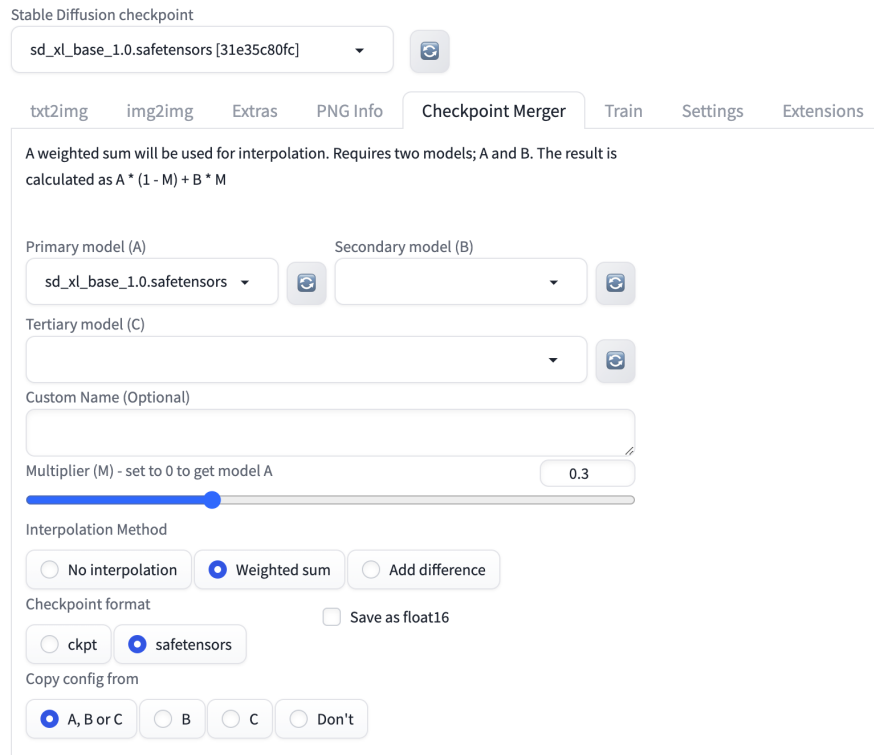 Stable Diffusion checkpoint
sd_xl_base_1.0.safetensors [31e35c80fc]
txt2img img2img Extras PNG Info Checkpoint Merger Train Settings Extensions
A weighted sum will be used for interpolation. Requires two models; A and B. The result is
calculated as A * (1 - M) + B * M
Primary model (A) Secondary model (B)
sd_xl_base_1.0.safetensors
Tertiary model (C)
Custom Name (Optional)
Multiplier (M) - set to 0 to get model A 0.3
Interpolation Method
No interpolation Weighted sum Add difference
Checkpoint format Save as float16
ckpt safetensors
Copy config from
A, B or C B C Don't